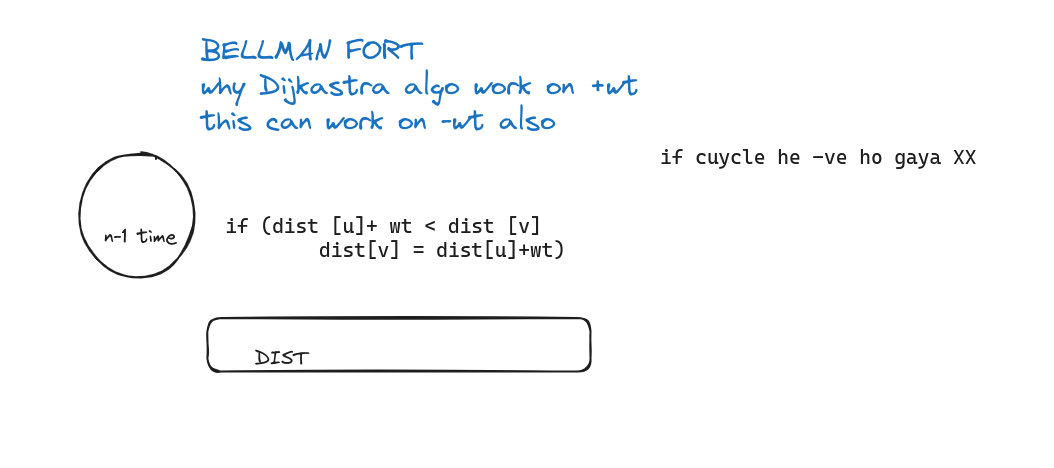 BELLMAN FORT
why Dijkastra algo work on +wt
this can work on -wt also
if cuycle he -ve ho gaya XX
n-1 time
if (dist [u]+ wt < dist [v]
dist[v] = dist[u]+wt)
DIST